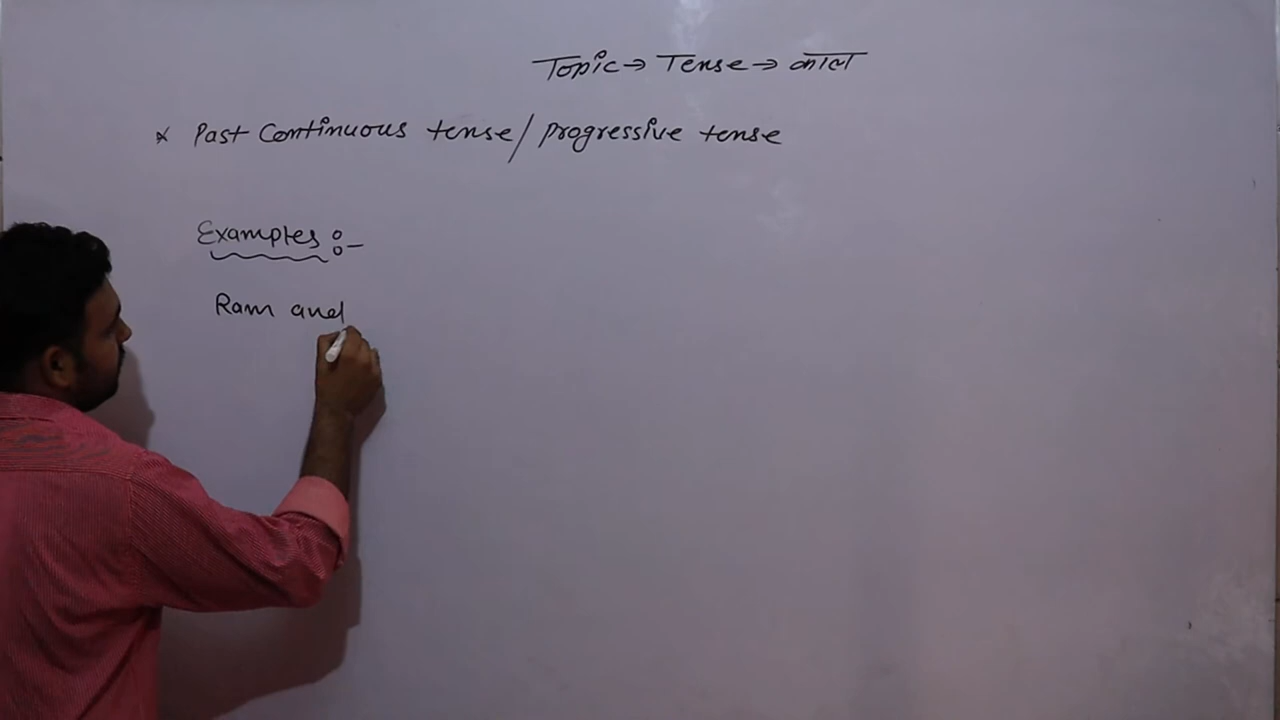 Topic → Tense → काल
* Past Continuous tense/progressive tense
Examples :-
Ram and